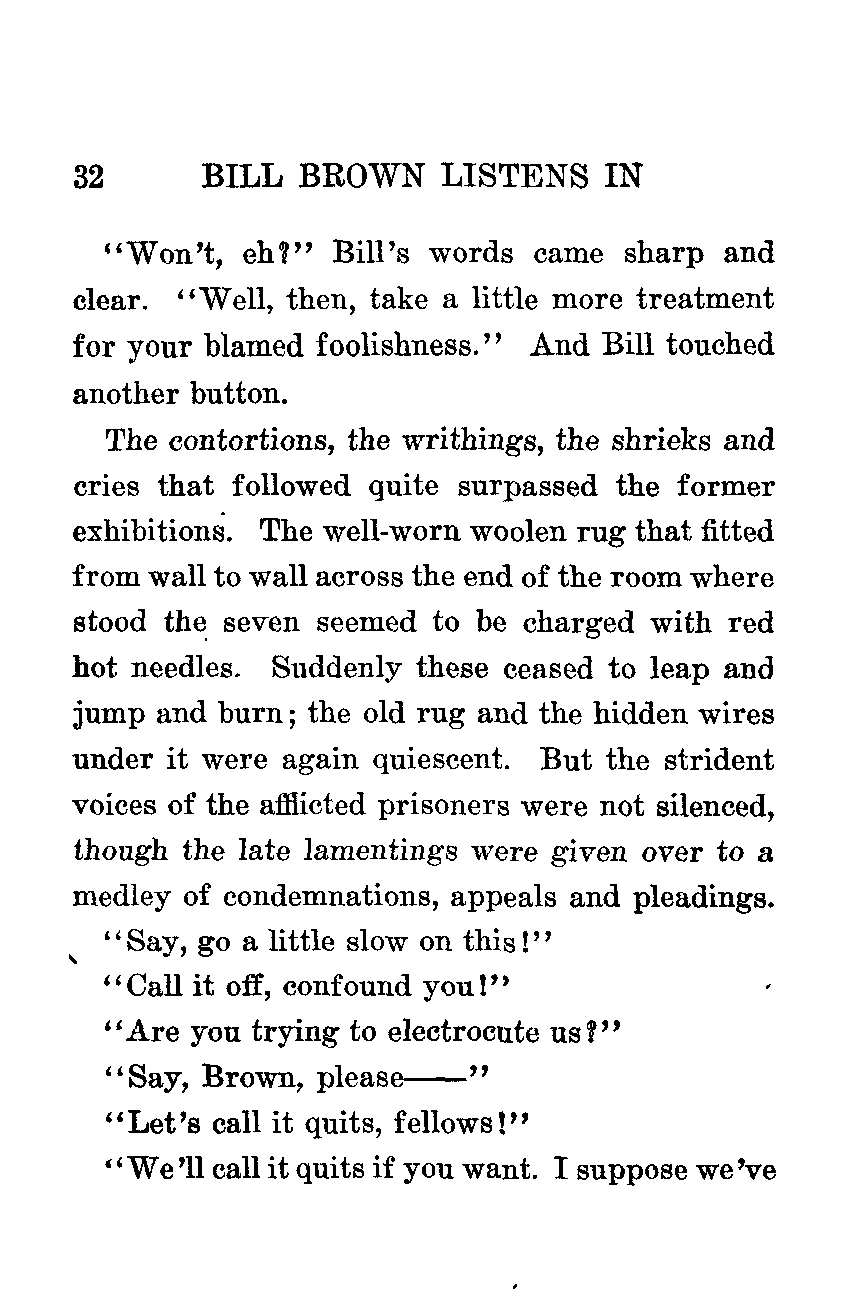 32 BILL BROWN LISTENS IN
“Won’t, eh?” Bill’s words came sharp and
clear. “Well, then, take a little more treatment
for your blamed foolishness.” And Bill touched
another button.
The contortions, the writhings, the shrieks and
cries that followed quite surpassed the former
exhibitions. The well-worn woolen rug that fitted
from wall to wall across the end of the room where
stood the seven seemed to be charged with red
hot needles. Suddenly these ceased to leap and
jump and burn; the old rug and the hidden wires
under it were again quiescent. But the strident
voices of the afflicted prisoners were not silenced,
though the late lamentings were given over to a
medley of condemnations, appeals and pleadings.
“Say, go a little slow on this!”
“Call it off, confound you!”
“Are you trying to electrocute us?”
“Say, Brown, please——”
“Let’s call it quits, fellows!”
“We’ll call it quits if you want. I suppose we’ve